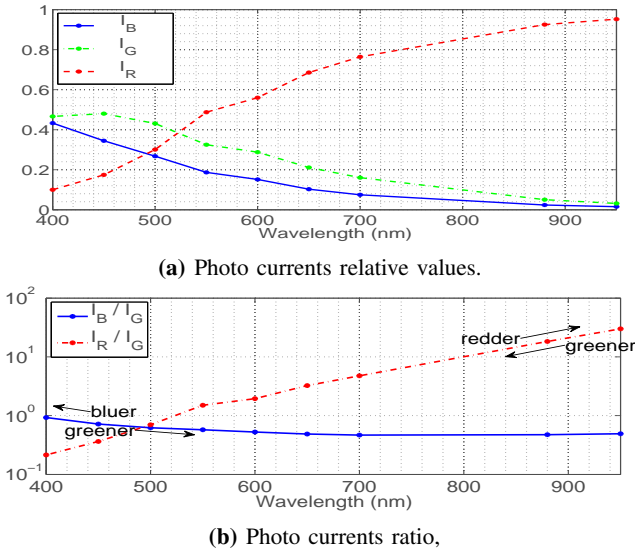 1
0.8
0.6
0.4
0.2
0
I_B
I_G
I_R
400 500 600 700 800 900
Wavelength (nm)
(a) Photo currents relative values.
10^2
10^1
10^0
10^-1
I_B / I_G
I_R / I_G
redder
greener
bluer
greener
400 500 600 700 800 900
Wavelength (nm)
(b) Photo currents ratio,